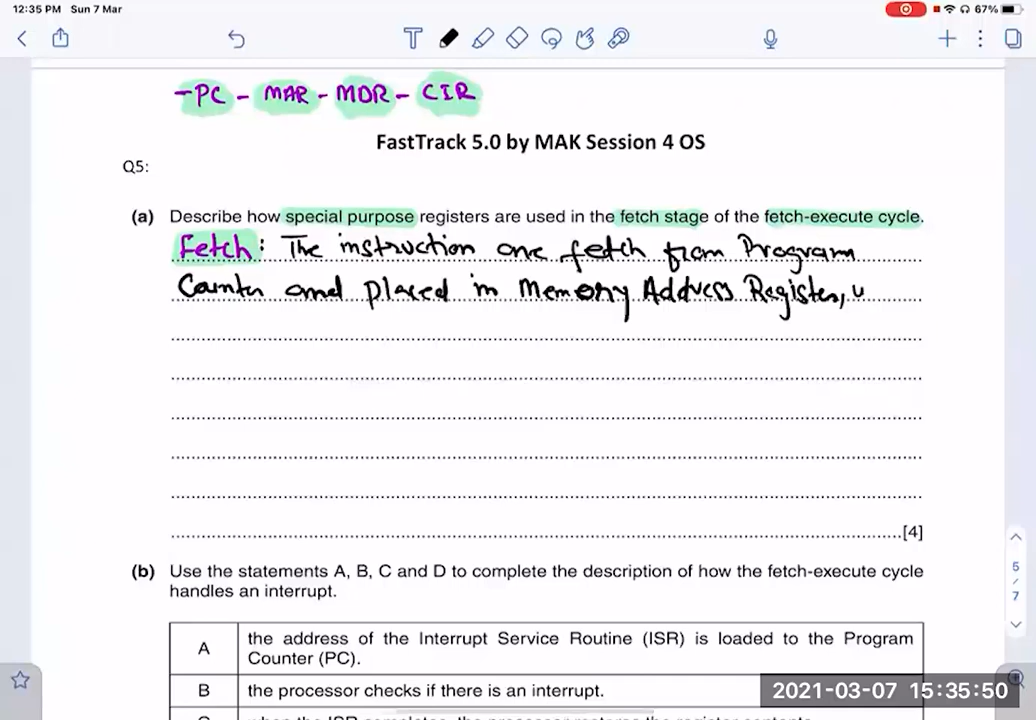 12:35 PM Sun 7 Mar
67%
-PC - MAR - MDR - CIR
FastTrack 5.0 by MAK Session 4 OS
Q5:
(a) Describe how special purpose registers are used in the fetch stage of the fetch-execute cycle.
Fetch: The instruction are fetch from Program
Counter and placed in Memory Address Register, u
[4]
(b) Use the statements A, B, C and D to complete the description of how the fetch-execute cycle
handles an interrupt.
A the address of the Interrupt Service Routine (ISR) is loaded to the Program
Counter (PC).
B the processor checks if there is an interrupt.
5
/
7
2021-03-07 15:35:50